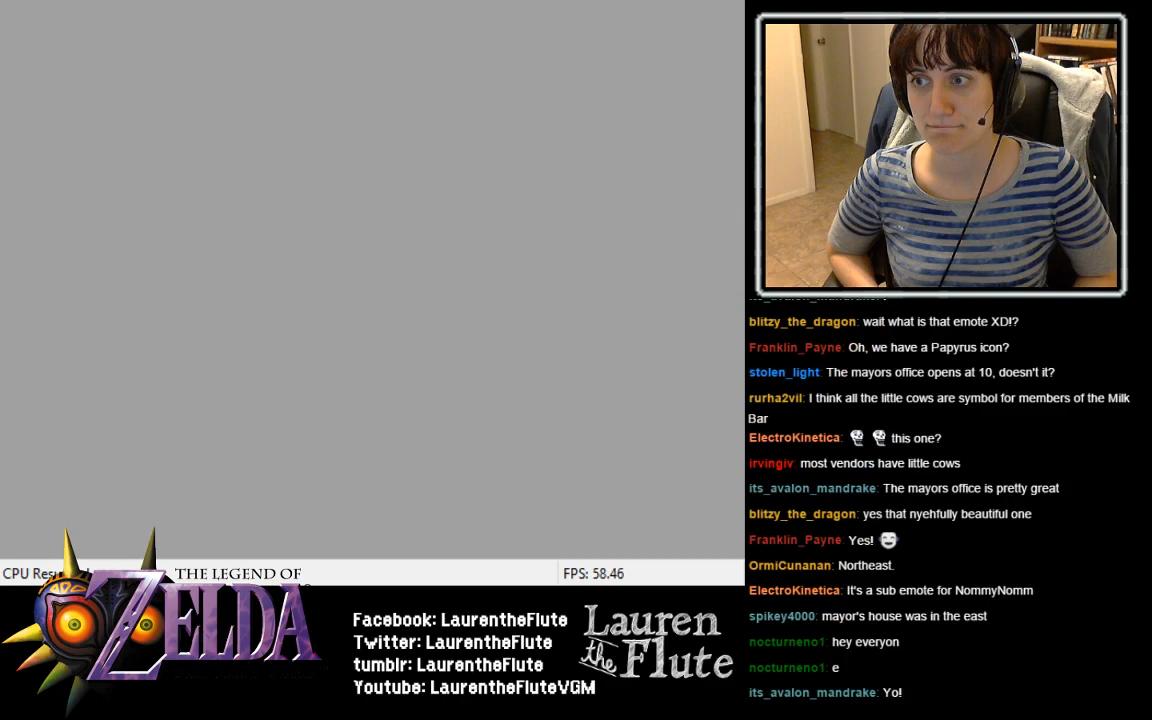 blitzy_the_dragon: wait what is that emote XD!?
Franklin_Payne: Oh, we have a Papyrus icon?
stolen_light: The mayors office opens at 10, doesn't it?
rurha2vil: I think all the little cows are symbol for members of the Milk
Bar
ElectroKinetica: this one?
irvingiv: most vendors have little cows
its_avalon_mandrake: The mayors office is pretty great
blitzy_the_dragon: yes that nyehfully beautiful one
Franklin_Payne: Yes!
OrmiCunanan: Northeast.
ElectroKinetica: It's a sub emote for NommyNomm
spikey4000: mayor's house was in the east
nocturneno1: hey everyon
nocturneno1: e
its_avalon_mandrake: Yo!
CPU
FPS: 58.46
THE LEGEND OF
ZELDA
Facebook: LaurentheFlute
Twitter: LaurentheFlute
tumblr: LaurentheFlute
Youtube: LaurentheFluteVGM
Lauren
the Flute